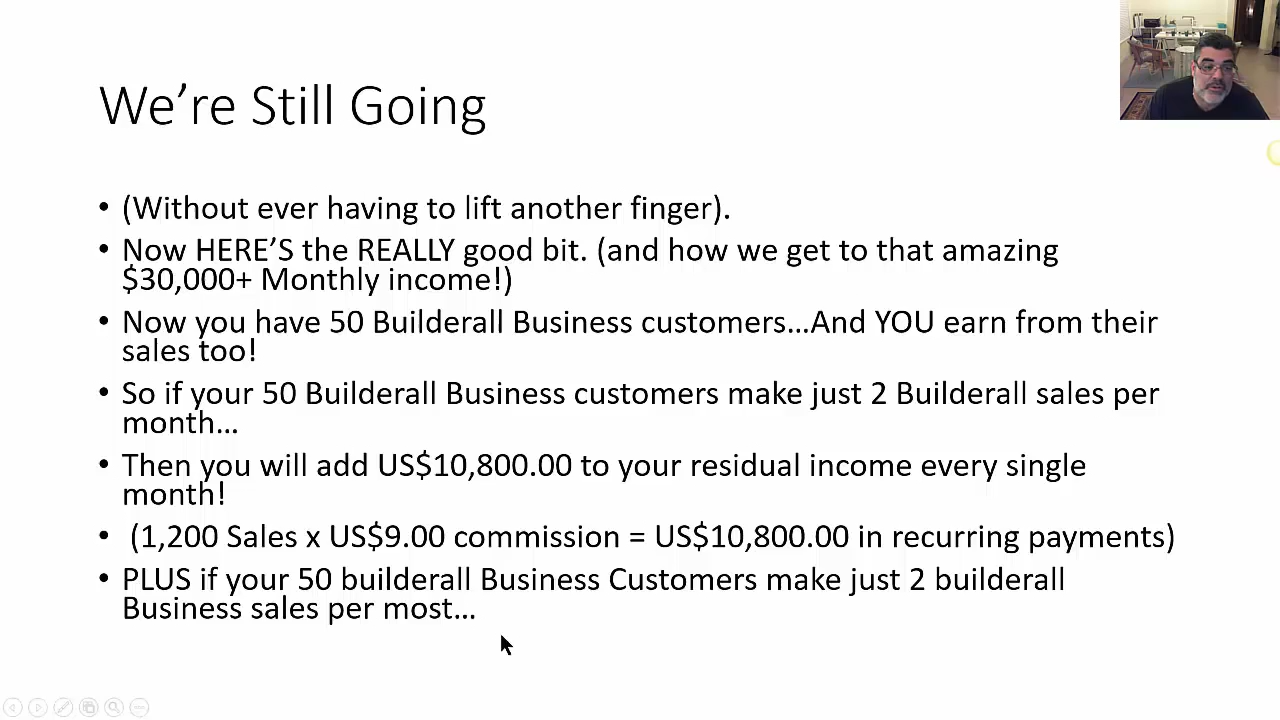 We're Still Going
• (Without ever having to lift another finger).
• Now HERE'S the REALLY good bit. (and how we get to that amazing
$30,000+ Monthly income!)
• Now you have 50 Builderall Business customers...And YOU earn from their
sales too!
• So if your 50 Builderall Business customers make just 2 Builderall sales per
month...
• Then you will add US$10,800.00 to your residual income every single
month!
• (1,200 Sales x US$9.00 commission = US$10,800.00 in recurring payments)
• PLUS if your 50 builderall Business Customers make just 2 builderall
Business sales per most...